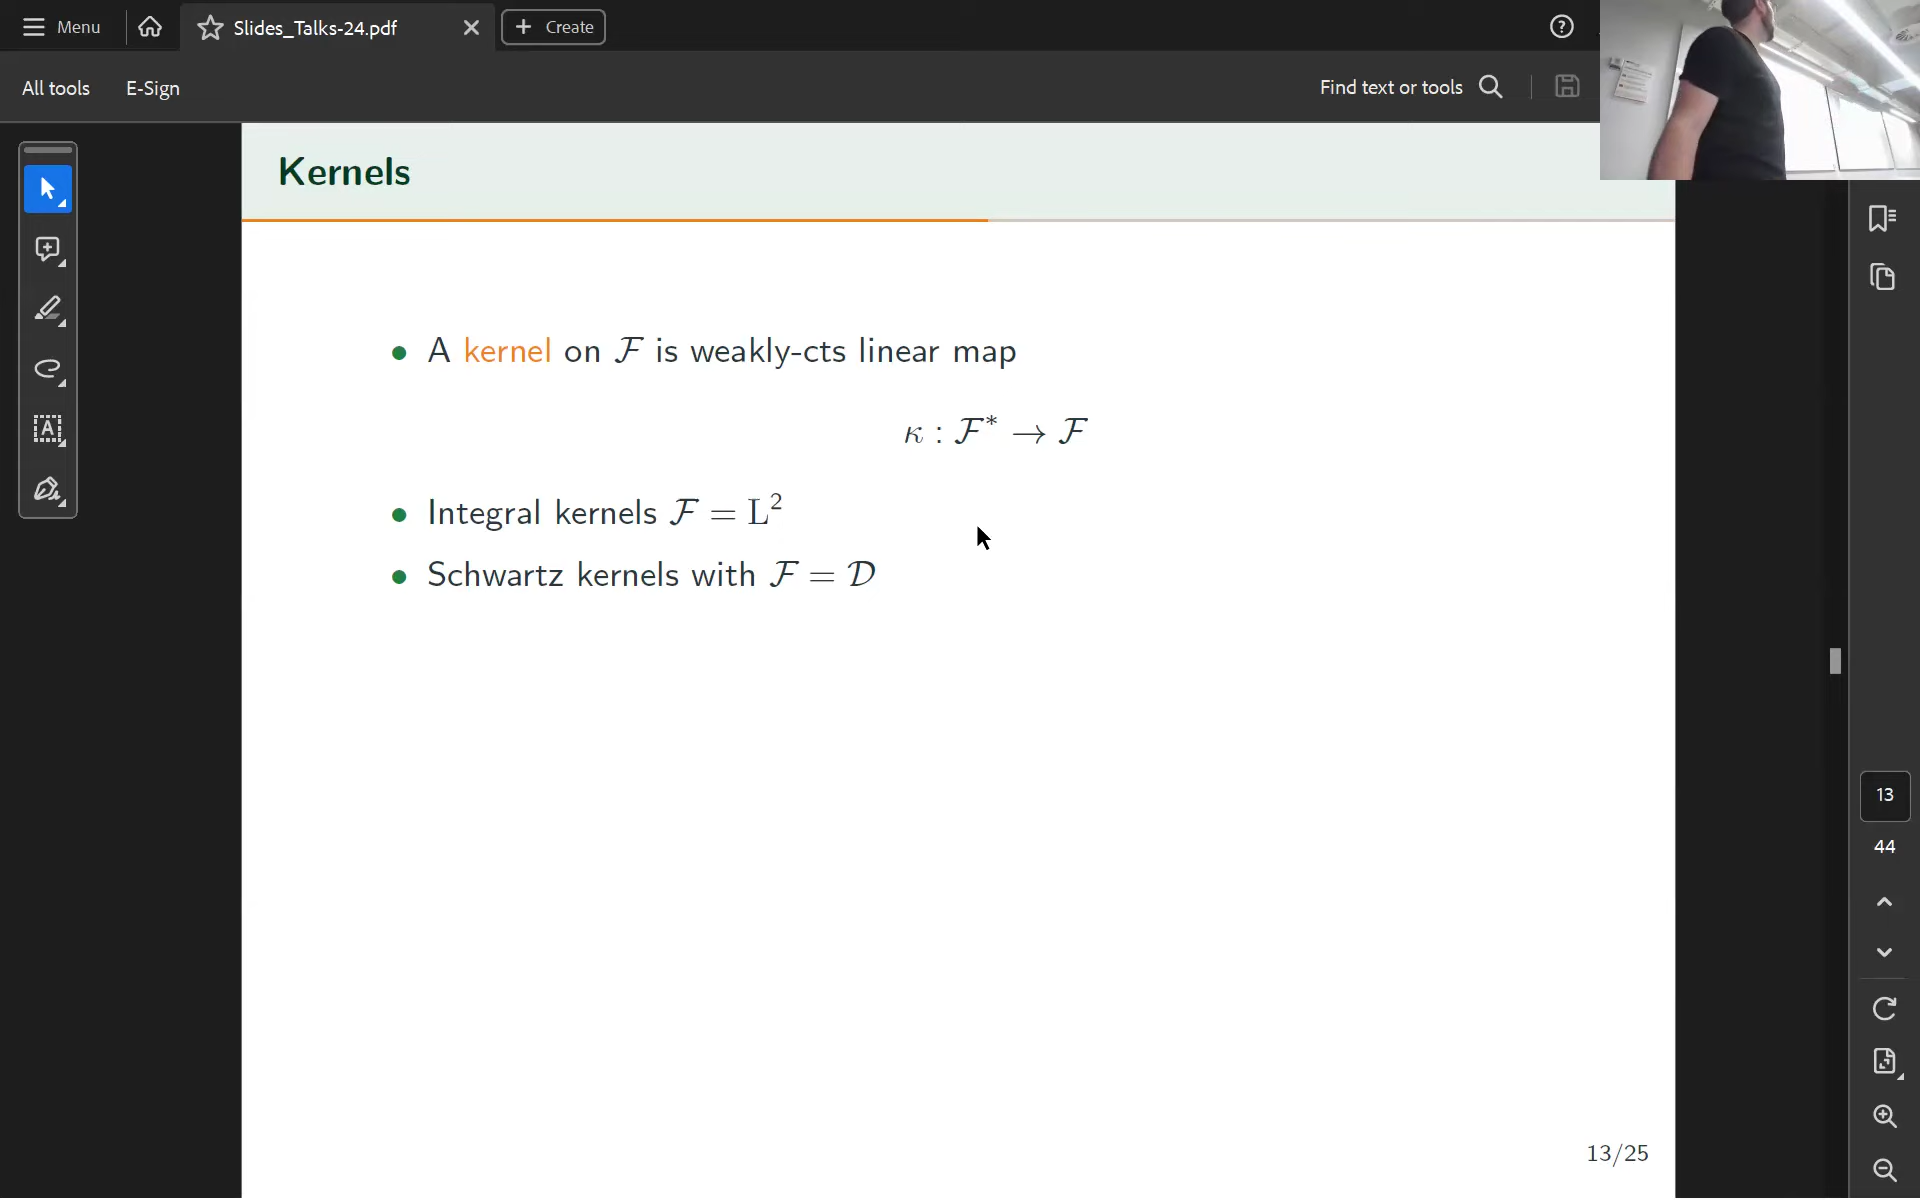 Menu
Slides_Talks-24.pdf
Create
All tools
E-Sign
Find text or tools
Kernels
• A kernel on ℱ is weakly-cts linear map
κ : ℱ* → ℱ
• Integral kernels ℱ = L²
• Schwartz kernels with ℱ = 𝒟
13/25
13
44